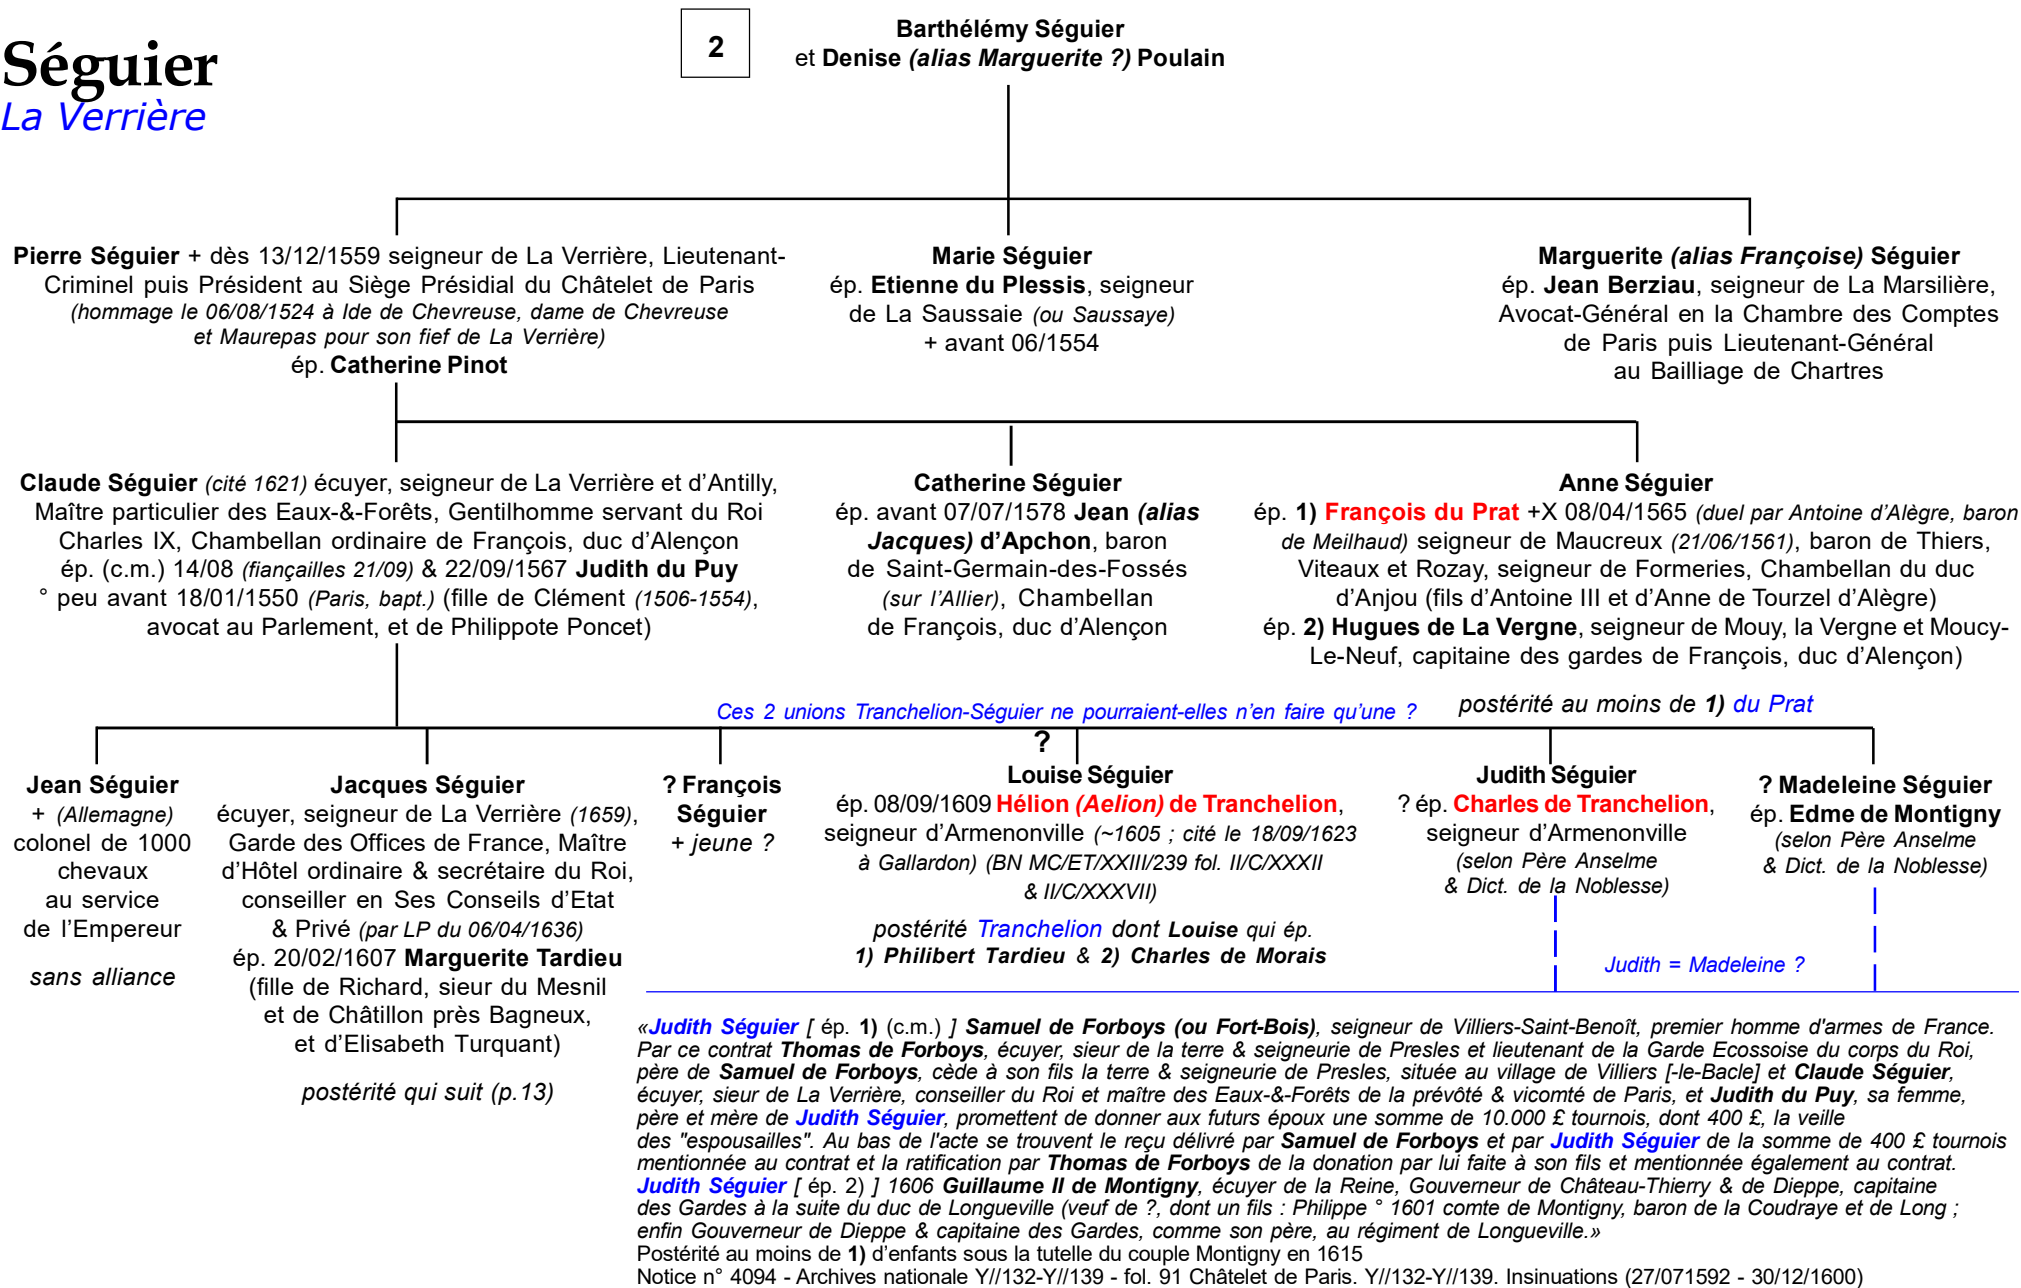 Séguier
La Verrière
2
Barthélémy Séguier
et Denise (alias Marguerite ?) Poulain
Pierre Séguier + dès 13/12/1559 seigneur de La Verrière, Lieutenant-
Criminel puis Président au Siège Présidial du Châtelet de Paris
(hommage le 06/08/1524 à Ide de Chevreuse, dame de Chevreuse
et Maurepas pour son fief de La Verrière)
ép. Catherine Pinot
Marie Séguier
ép. Etienne du Plessis, seigneur
de La Saussaie (ou Saussaye)
+ avant 06/1554
Marguerite (alias Françoise) Séguier
ép. Jean Berziau, seigneur de La Marsilière,
Avocat-Général en la Chambre des Comptes
de Paris puis Lieutenant-Général
au Bailliage de Chartres
Claude Séguier (cité 1621) écuyer, seigneur de La Verrière et d’Antilly,
Maître particulier des Eaux-&-Forêts, Gentilhomme servant du Roi
Charles IX, Chambellan ordinaire de François, duc d’Alençon
ép. (c.m.) 14/08 (fiançailles 21/09) & 22/09/1567 Judith du Puy
° peu avant 18/01/1550 (Paris, bapt.) (fille de Clément (1506-1554),
avocat au Parlement, et de Philippote Poncet)
Catherine Séguier
ép. avant 07/07/1578 Jean (alias
Jacques) d’Apchon, baron
de Saint-Germain-des-Fossés
(sur l’Allier), Chambellan
de François, duc d’Alençon
Anne Séguier
ép. 1) François du Prat +X 08/04/1565 (duel par Antoine d’Alègre, baron
de Meilhaud) seigneur de Maucreux (21/06/1561), baron de Thiers,
Viteaux et Rozay, seigneur de Formeries, Chambellan du duc
d’Anjou (fils d’Antoine III et d’Anne de Tourzel d’Alègre)
ép. 2) Hugues de La Vergne, seigneur de Mouy, la Vergne et Moucy-
Le-Neuf, capitaine des gardes de François, duc d’Alençon)
postérité au moins de 1) du Prat
Ces 2 unions Tranchelion-Séguier ne pourraient-elles n’en faire qu’une ?
?
Jean Séguier
+ (Allemagne)
colonel de 1000
chevaux
au service
de l’Empereur
sans alliance
Jacques Séguier
écuyer, seigneur de La Verrière (1659),
Garde des Offices de France, Maître
d’Hôtel ordinaire & secrétaire du Roi,
conseiller en Ses Conseils d’Etat
& Privé (par LP du 06/04/1636)
ép. 20/02/1607 Marguerite Tardieu
(fille de Richard, sieur du Mesnil
et de Châtillon près Bagneux,
et d’Elisabeth Turquant)
postérité qui suit (p.13)
? François
Séguier
+ jeune ?
Louise Séguier
ép. 08/09/1609 Hélion (Aelion) de Tranchelion,
seigneur d’Armenonville (~1605 ; cité le 18/09/1623
à Gallardon) (BN MC/ET/XXIII/239 fol. II/C/XXXII
& II/C/XXXVII)
postérité Tranchelion dont Louise qui ép.
1) Philibert Tardieu & 2) Charles de Morais
Judith Séguier
? ép. Charles de Tranchelion,
seigneur d’Armenonville
(selon Père Anselme
& Dict. de la Noblesse)
? Madeleine Séguier
ép. Edme de Montigny
(selon Père Anselme
& Dict. de la Noblesse)
Judith = Madeleine ?
«Judith Séguier [ ép. 1) (c.m.) ] Samuel de Forboys (ou Fort-Bois), seigneur de Villiers-Saint-Benoît, premier homme d'armes de France.
Par ce contrat Thomas de Forboys, écuyer, sieur de la terre & seigneurie de Presles et lieutenant de la Garde Ecossoise du corps du Roi,
père de Samuel de Forboys, cède à son fils la terre & seigneurie de Presles, située au village de Villiers [-le-Bacle] et Claude Séguier,
écuyer, sieur de La Verrière, conseiller du Roi et maître des Eaux-&-Forêts de la prévôté & vicomté de Paris, et Judith du Puy, sa femme,
père et mère de Judith Séguier, promettent de donner aux futurs époux une somme de 10.000 £ tournois, dont 400 £, la veille
des "espousailles". Au bas de l'acte se trouvent le reçu délivré par Samuel de Forboys et par Judith Séguier de la somme de 400 £ tournois
mentionnée au contrat et la ratification par Thomas de Forboys de la donation par lui faite à son fils et mentionnée également au contrat.
Judith Séguier [ ép. 2) ] 1606 Guillaume II de Montigny, écuyer de la Reine, Gouverneur de Château-Thierry & de Dieppe, capitaine
des Gardes à la suite du duc de Longueville (veuf de ?, dont un fils : Philippe ° 1601 comte de Montigny, baron de la Coudraye et de Long ;
enfin Gouverneur de Dieppe & capitaine des Gardes, comme son père, au régiment de Longueville.»
Postérité au moins de 1) d’enfants sous la tutelle du couple Montigny en 1615
Notice n° 4094 - Archives nationale Y//132-Y//139 - fol. 91 Châtelet de Paris. Y//132-Y//139. Insinuations (27/071592 - 30/12/1600)